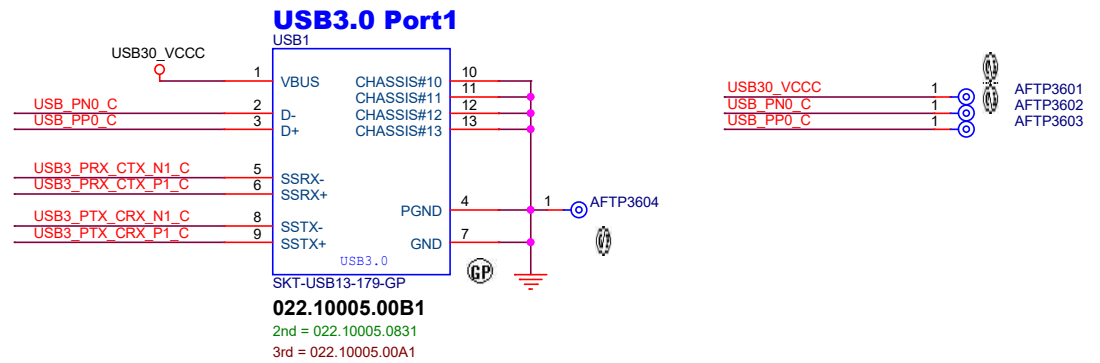 USB3.0 Port1
USB1
USB30_VCCC
1 VBUS CHASSIS#10 10
CHASSIS#11 11
2 D- CHASSIS#12 12
3 D+ CHASSIS#13 13
USB_PN0_C
USB_PP0_C
USB3_PRX_CTX_N1_C 5 SSRX-
USB3_PRX_CTX_P1_C 6 SSRX+
USB3_PTX_CRX_N1_C 8 SSTX-
USB3_PTX_CRX_P1_C 9 SSTX+
PGND 4 1 AFTP3604
GND 7
USB3.0
GP
SKT-USB13-179-GP
022.10005.00B1
2nd = 022.10005.0831
3rd = 022.10005.00A1
USB30_VCCC 1 AFTP3601
USB_PN0_C 1 AFTP3602
USB_PP0_C 1 AFTP3603